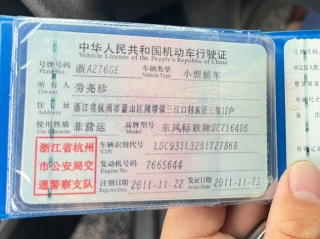 中华人民共和国机动车行驶证
Vehicle License of the People's Republic of China
号牌号码 浙A276GE 车辆类型 小型轿车
Plate No. Vehicle Type
所有人 劳尧珍
Owner
住址 浙江省杭州市萧山区闻堰镇三江口村东汪三组12户
Address
使用性质 非营运 品牌型号 东风标致牌DC7164DB
Use Character Model
浙江省杭州市公安局交通警察支队
车辆识别代号 LDC931L32B1727868
VIN
发动机号码 7665644
Engine No.
注册日期 2011-11-22 发证日期 2011-11-23
Register Date Issue Date